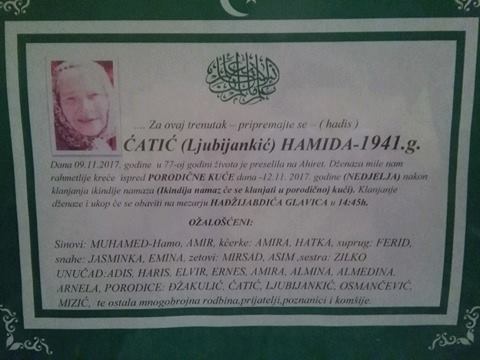 .... Za ovaj trenutak – pripremajte se – ( hadis )
ĆATIĆ (Ljubijankić) HAMIDA-1941.g.
Dana 09.11.2017. godine u 77-oj godini života je preselila na Ahiret. Dženaza mile nam
rahmetlije kreće ispred PORODIČNE KUĆE dana -12.11. 2017. godine (NEDJELJA) nakon
klanjanja ikindije namaza (Ikindija namaz će se klanjati u porodičnoj kući). Klanjanje
dženaze i ukop će se obaviti na mezarju HADŽIJABDIĆA GLAVICA u 14:45h.
OŽALOŠĆENI:
Sinovi: MUHAMED-Hamo, AMIR, kčerke: AMIRA, HATKA, suprug: FERID,
snahe: JASMINKA, EMINA, zetovi: MIRSAD, ASIM ,sestra: ZILKO
UNUČAD:ADIS, HARIS, ELVIR, ERNES, AMIRA, ALMINA, ALMEDINA,
ARNELA, PORODICE: DŽAKULIĆ, ĆATIĆ, LJUBIJANKIĆ, OSMANČEVIĆ,
MIZIĆ, te ostala mnogobrojna rodbina,prijatelji,poznanici i komšije.